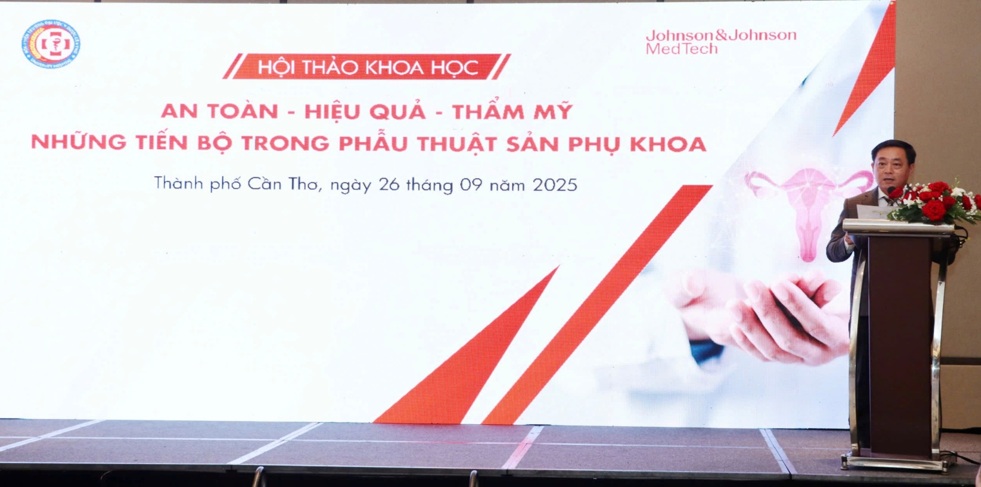 Johnson&Johnson
MedTech
HỘI THẢO KHOA HỌC
AN TOÀN - HIỆU QUẢ - THẨM MỸ
NHỮNG TIẾN BỘ TRONG PHẪU THUẬT SẢN PHỤ KHOA
Thành phố Cần Thơ, ngày 26 tháng 09 năm 2025